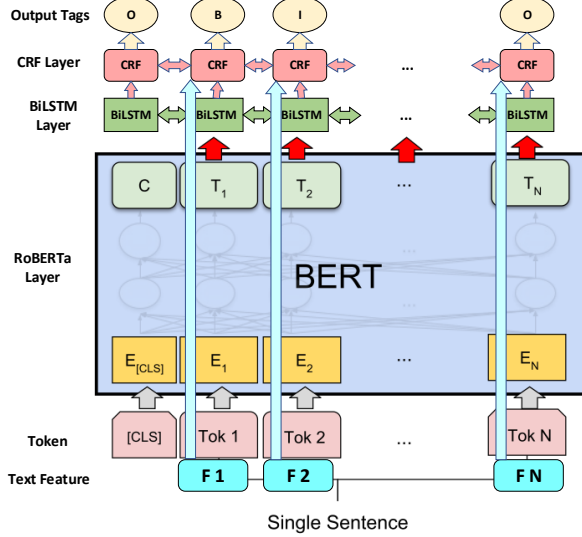 Output Tags O B I O
CRF Layer CRF CRF CRF ... CRF
BiLSTM Layer BiLSTM BiLSTM BiLSTM ... BiLSTM
C T1 T2 ... TN
RoBERTa Layer
BERT
E[CLS] E1 E2 ... EN
Token [CLS] Tok 1 Tok 2 ... Tok N
Text Feature F 1 F 2 F N
Single Sentence